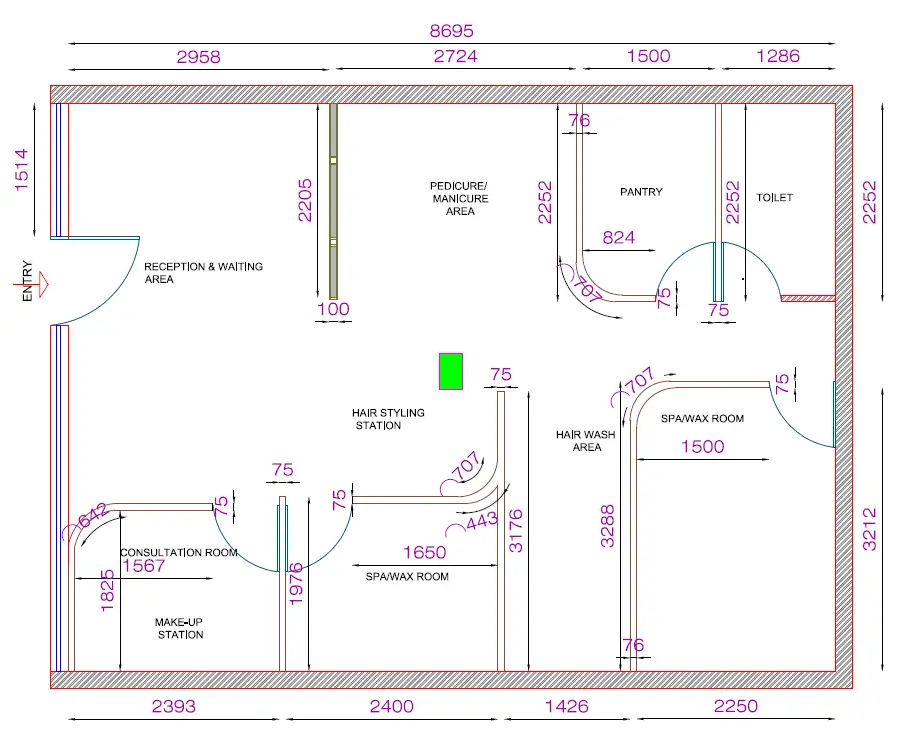 8695
2958
2724
1500
1286
1514
2205
76
2252
2252
2252
PEDICURE/
MANICURE
AREA
PANTRY
TOILET
824
ENTRY
RECEPTION & WAITING
AREA
707
75
100
75
75
707
75
HAIR STYLING
STATION
HAIR WASH
AREA
SPA/WAX ROOM
1500
75
707
75
75
642
443
3176
3288
3212
CONSULTATION ROOM
1567
1650
SPA/WAX ROOM
1825
1976
MAKE-UP
STATION
76
2393
2400
1426
2250